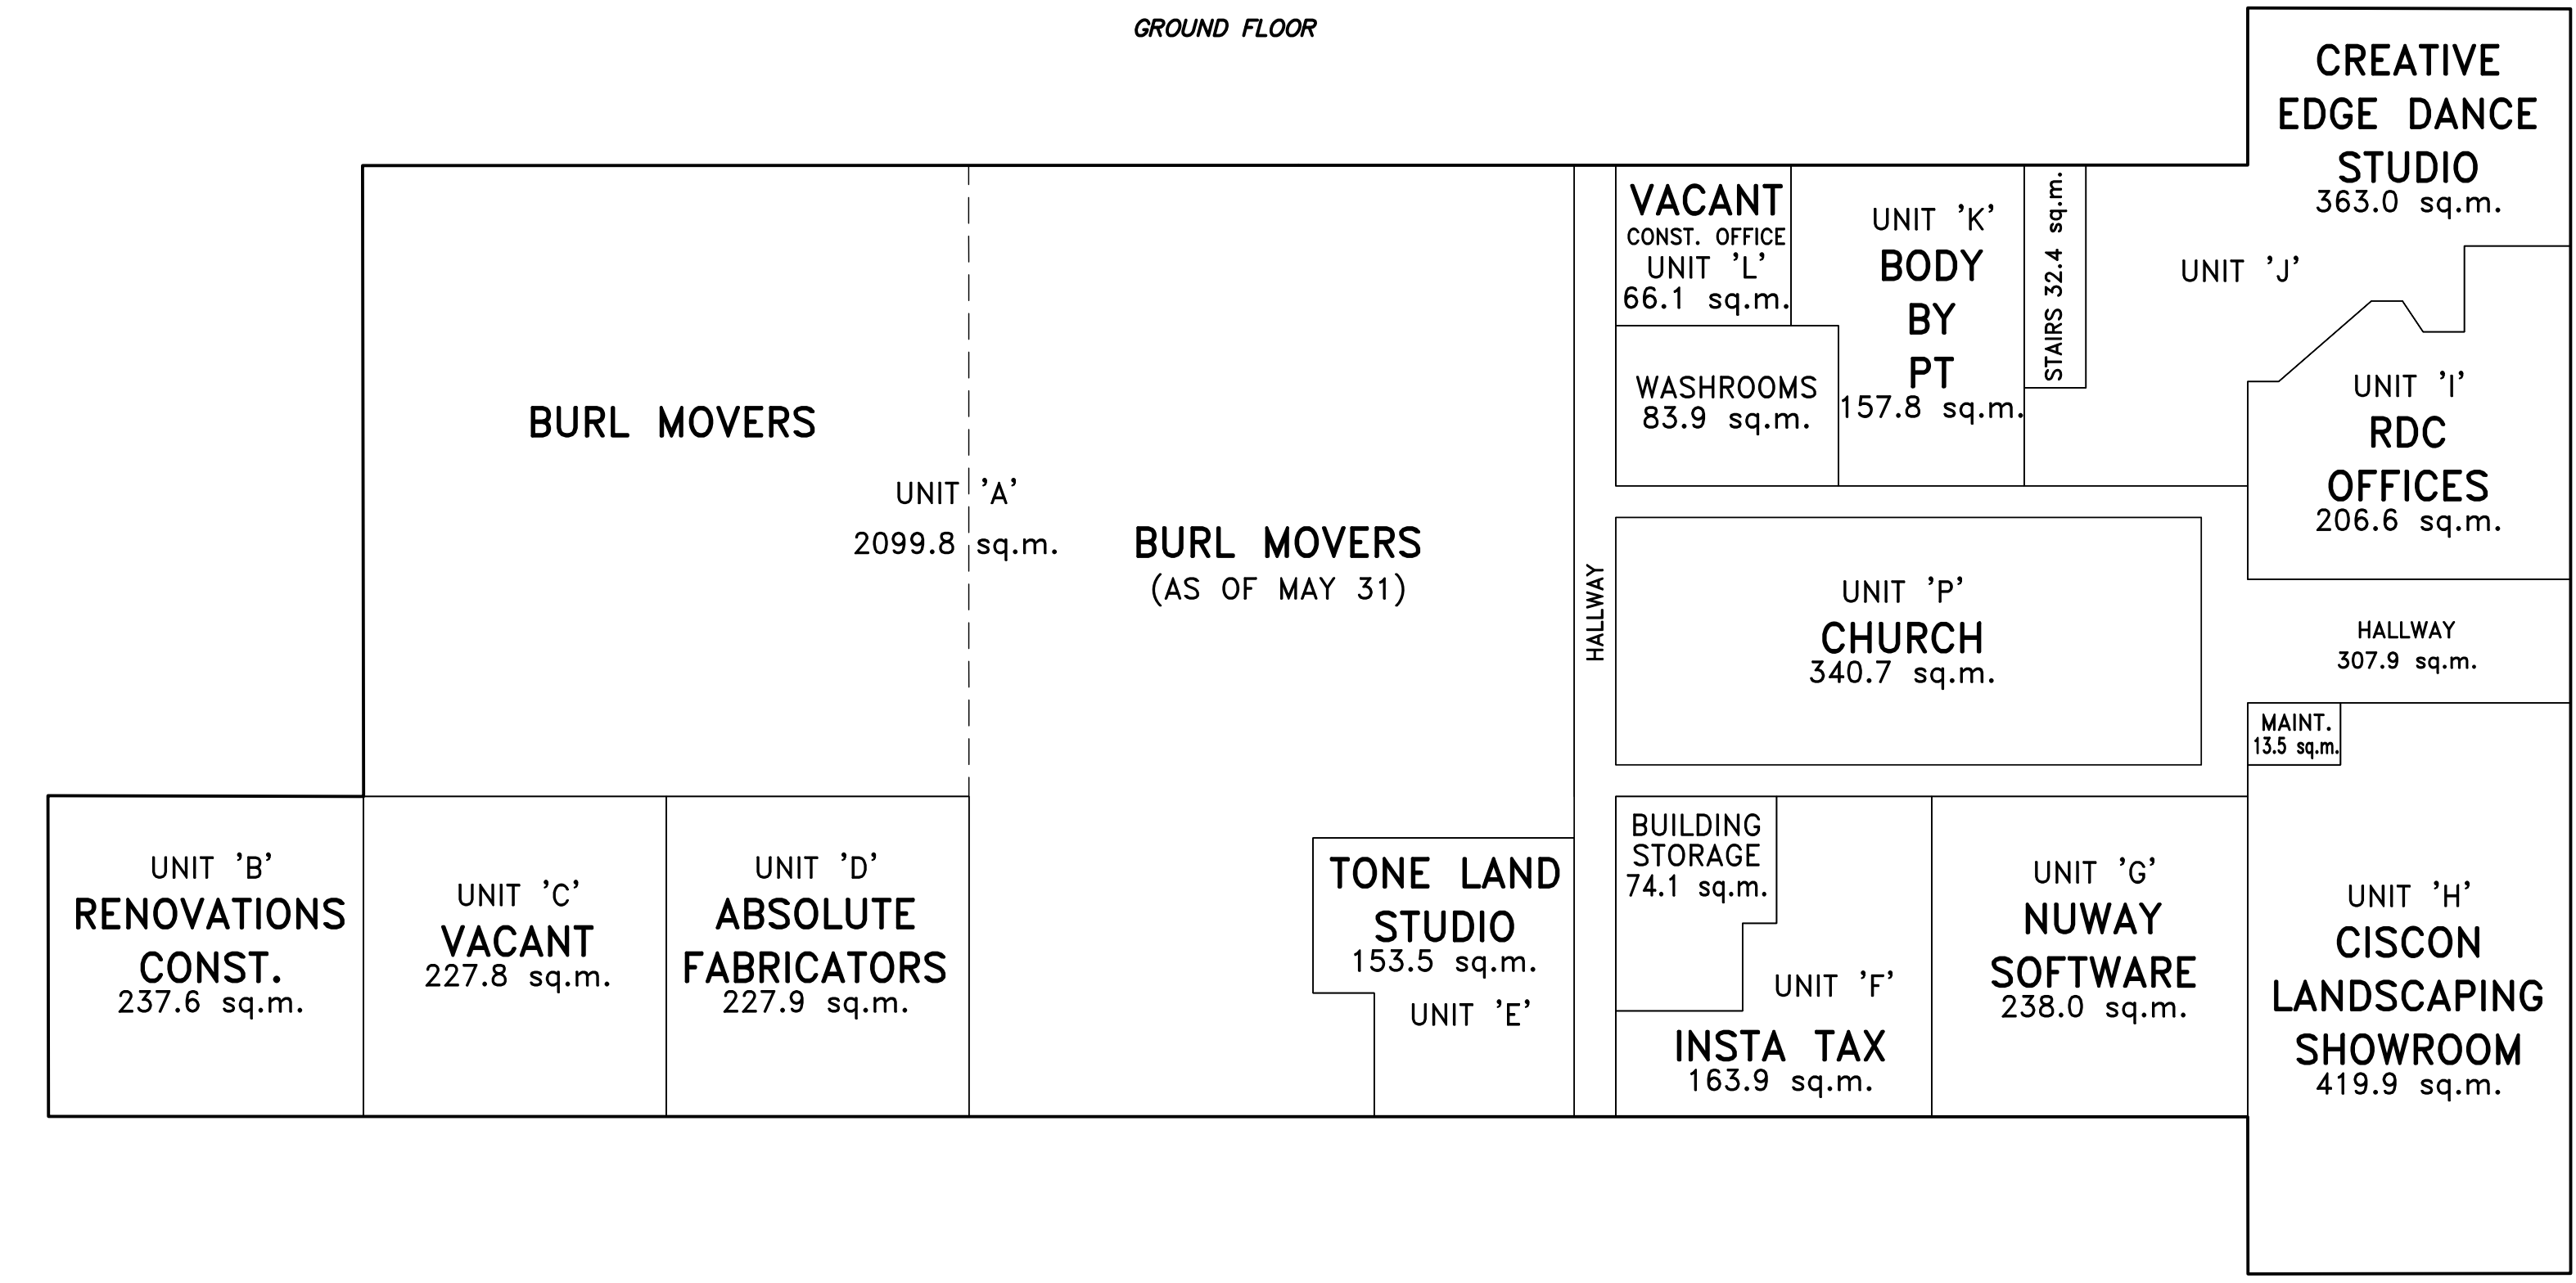 GROUND FLOOR
CREATIVE
EDGE DANCE
STUDIO
363.0 sq.m.
UNIT 'J'
VACANT
CONST. OFFICE
UNIT 'L'
66.1 sq.m.
UNIT 'K'
BODY
BY
PT
157.8 sq.m.
STAIRS 32.4 sq.m.
WASHROOMS
83.9 sq.m.
UNIT 'I'
RDC
OFFICES
206.6 sq.m.
BURL MOVERS
UNIT 'A'
2099.8 sq.m.
BURL MOVERS
(AS OF MAY 31)
HALLWAY
UNIT 'P'
CHURCH
340.7 sq.m.
HALLWAY
307.9 sq.m.
MAINT.
13.5 sq.m.
UNIT 'B'
RENOVATIONS
CONST.
237.6 sq.m.
UNIT 'C'
VACANT
227.8 sq.m.
UNIT 'D'
ABSOLUTE
FABRICATORS
227.9 sq.m.
TONE LAND
STUDIO
153.5 sq.m.
UNIT 'E'
BUILDING
STORAGE
74.1 sq.m.
UNIT 'F'
INSTA TAX
163.9 sq.m.
UNIT 'G'
NUWAY
SOFTWARE
238.0 sq.m.
UNIT 'H'
CISCON
LANDSCAPING
SHOWROOM
419.9 sq.m.